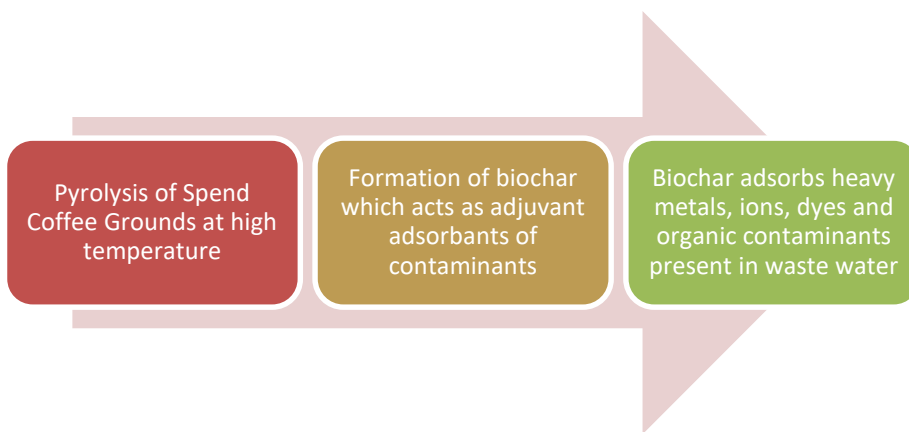 Pyrolysis of Spend
Coffee Grounds at high
temperature
Formation of biochar
which acts as adjuvant
adsorbants of
contaminants
Biochar adsorbs heavy
metals, ions, dyes and
organic contaminants
present in waste water